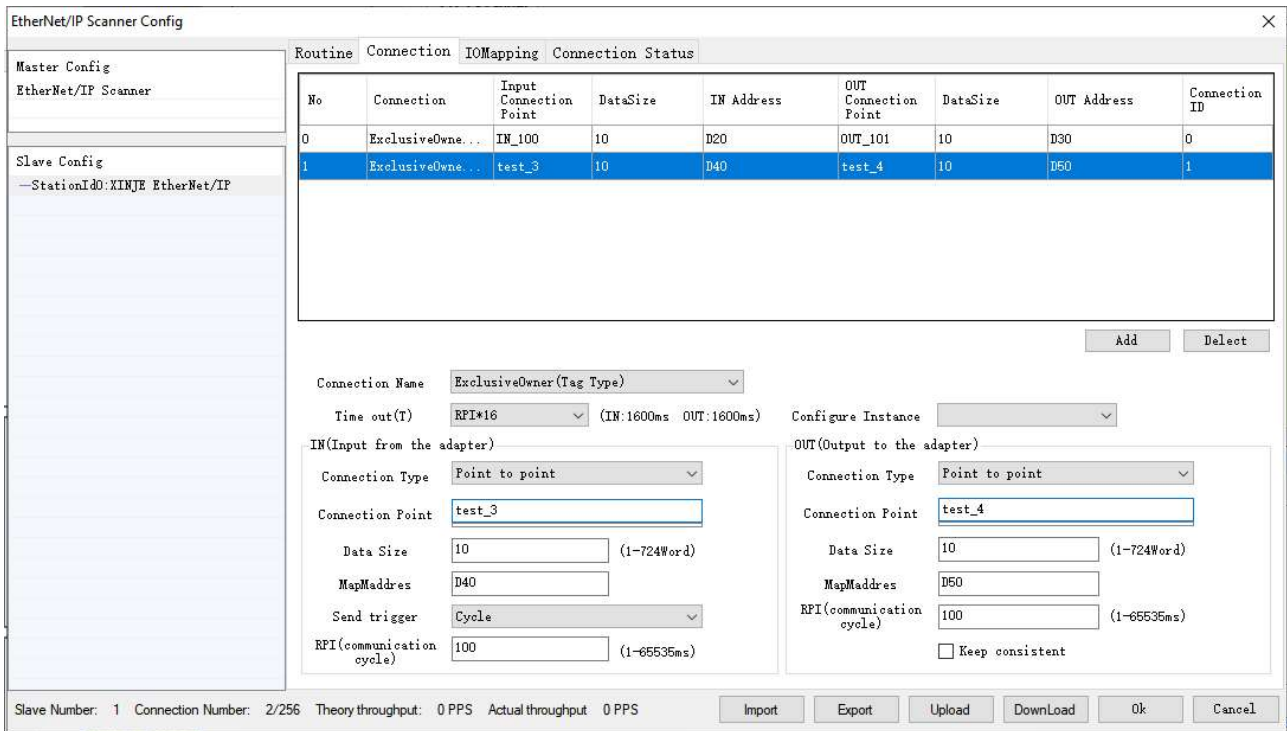 EtherNet/IP Scanner Config
Master Config
EtherNet/IP Scanner
Slave Config
StationId0:XINJE EtherNet/IP
Routine Connection IOMapping Connection Status
No Connection Input Connection Point DataSize IN Address OUT Connection Point DataSize OUT Address Connection ID
0 ExclusiveOwne... IN_100 10 D20 OUT_101 10 D30 0
1 ExclusiveOwne... test_3 10 D40 test_4 10 D50 1
Add Delect
Connection Name ExclusiveOwner(Tag Type)
Time out(T) RPI*16 (IN:1600ms OUT:1600ms) Configure Instance
IN(Input from the adapter)
Connection Type Point to point
Connection Point test_3
Data Size 10 (1-724Word)
MapMaddres D40
Send trigger Cycle
RPI(communication cycle) 100 (1-65535ms)
OUT(Output to the adapter)
Connection Type Point to point
Connection Point test_4
Data Size 10 (1-724Word)
MapMaddres D50
RPI(communication cycle) 100 (1-65535ms)
Keep consistent
Slave Number: 1 Connection Number: 2/256 Theory throughput: 0 PPS Actual throughput 0 PPS Import Export Upload DownLoad Ok Cancel